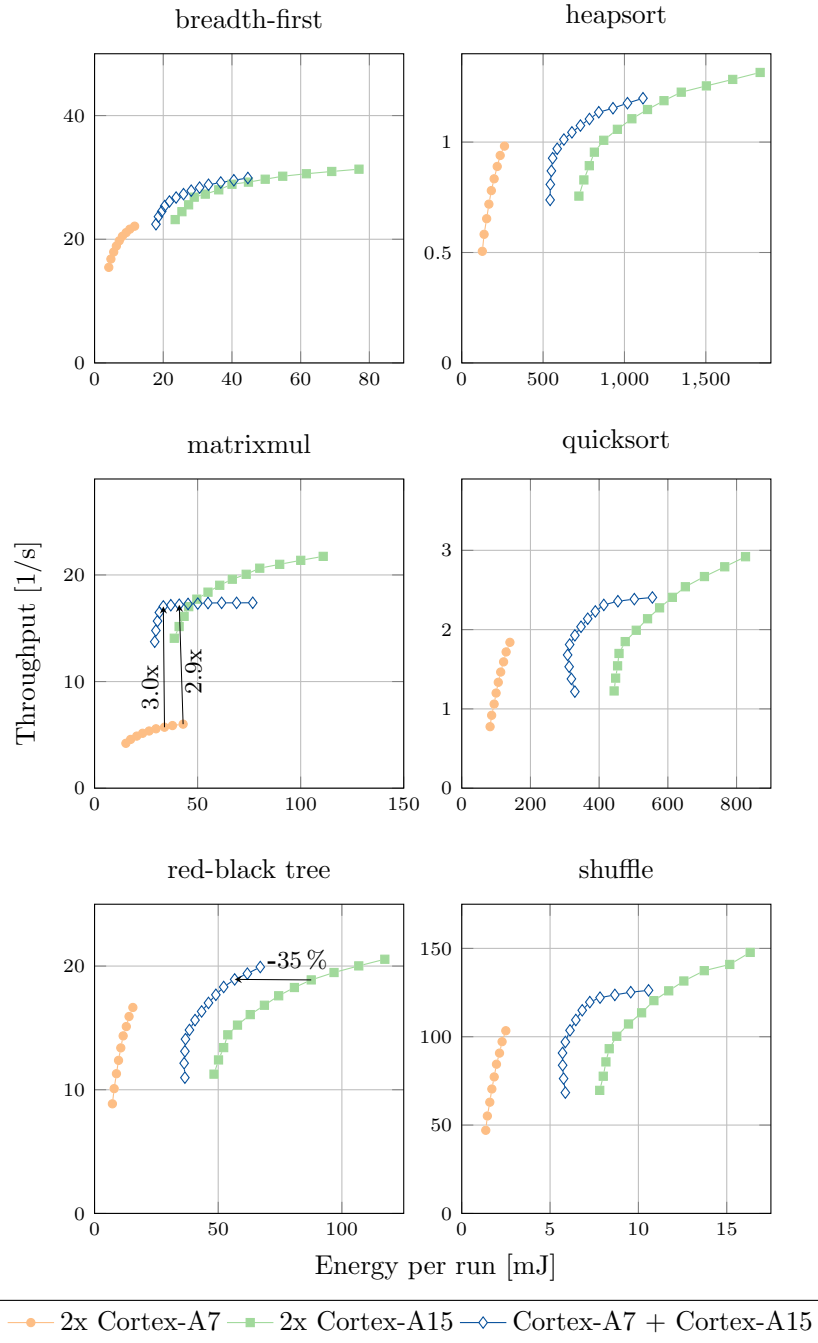 breadth-first
heapsort
40
20
0
0 20 40 60 80
1
0.5
0
0 500 1,000 1,500
matrixmul
quicksort
Throughput [1/s]
20
10
0
0 50 100 150
3.0x
2.9x
3
2
1
0
0 200 400 600 800
red-black tree
shuffle
20
10
0
0 50 100
-35 %
150
100
50
0
0 5 10 15
Energy per run [mJ]
2x Cortex-A7 2x Cortex-A15 Cortex-A7 + Cortex-A15